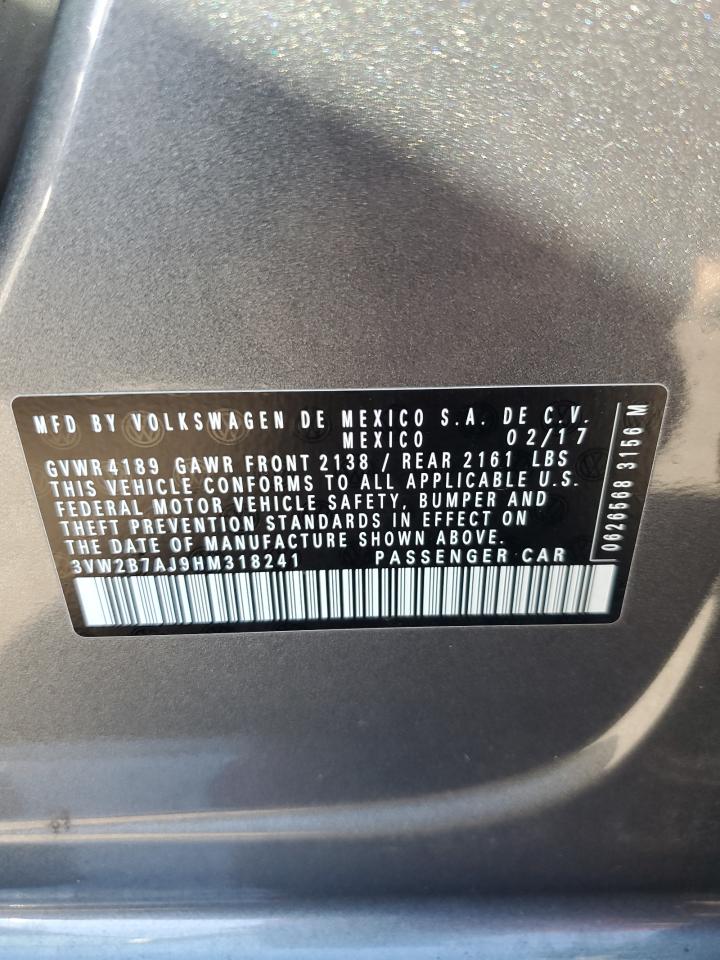 MFD BY VOLKSWAGEN DE MEXICO S.A. DE C.V.
MEXICO 02/17
GVWR 4189 GAWR FRONT 2138 / REAR 2161 LBS
THIS VEHICLE CONFORMS TO ALL APPLICABLE U.S.
FEDERAL MOTOR VEHICLE SAFETY, BUMPER AND
THEFT PREVENTION STANDARDS IN EFFECT ON
THE DATE OF MANUFACTURE SHOWN ABOVE.
3VW2B7AJ9HM318241 PASSENGER CAR
0626568 3156 M